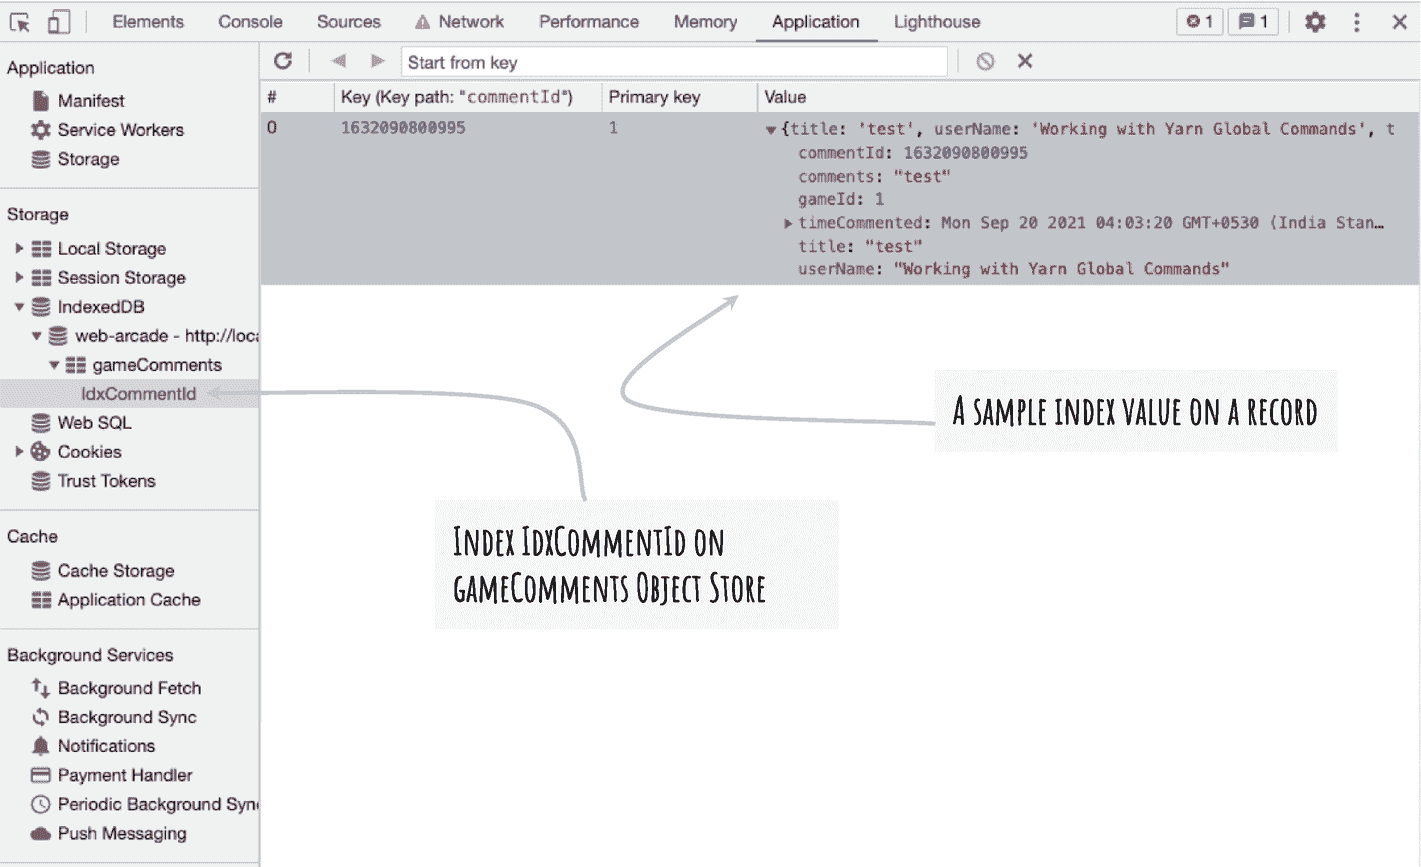 Elements Console Sources Network Performance Memory Application Lighthouse 1 1
Application
Manifest
Service Workers
Storage
Storage
Local Storage
Session Storage
IndexedDB
web-arcade - http://loca
gameComments
IdxCommentId
Web SQL
Cookies
Trust Tokens
Cache
Cache Storage
Application Cache
Background Services
Background Fetch
Background Sync
Notifications
Payment Handler
Periodic Background Syn
Push Messaging
Start from key
# Key (Key path: "commentId") Primary key Value
0 1632090800995 1 {title: 'test', userName: 'Working with Yarn Global Commands', t
commentId: 1632090800995
comments: "test"
gameId: 1
timeCommented: Mon Sep 20 2021 04:03:20 GMT+0530 (India Stan…
title: "test"
userName: "Working with Yarn Global Commands"
A sample index value on a record
Index IdxCommentId on
gameComments Object Store